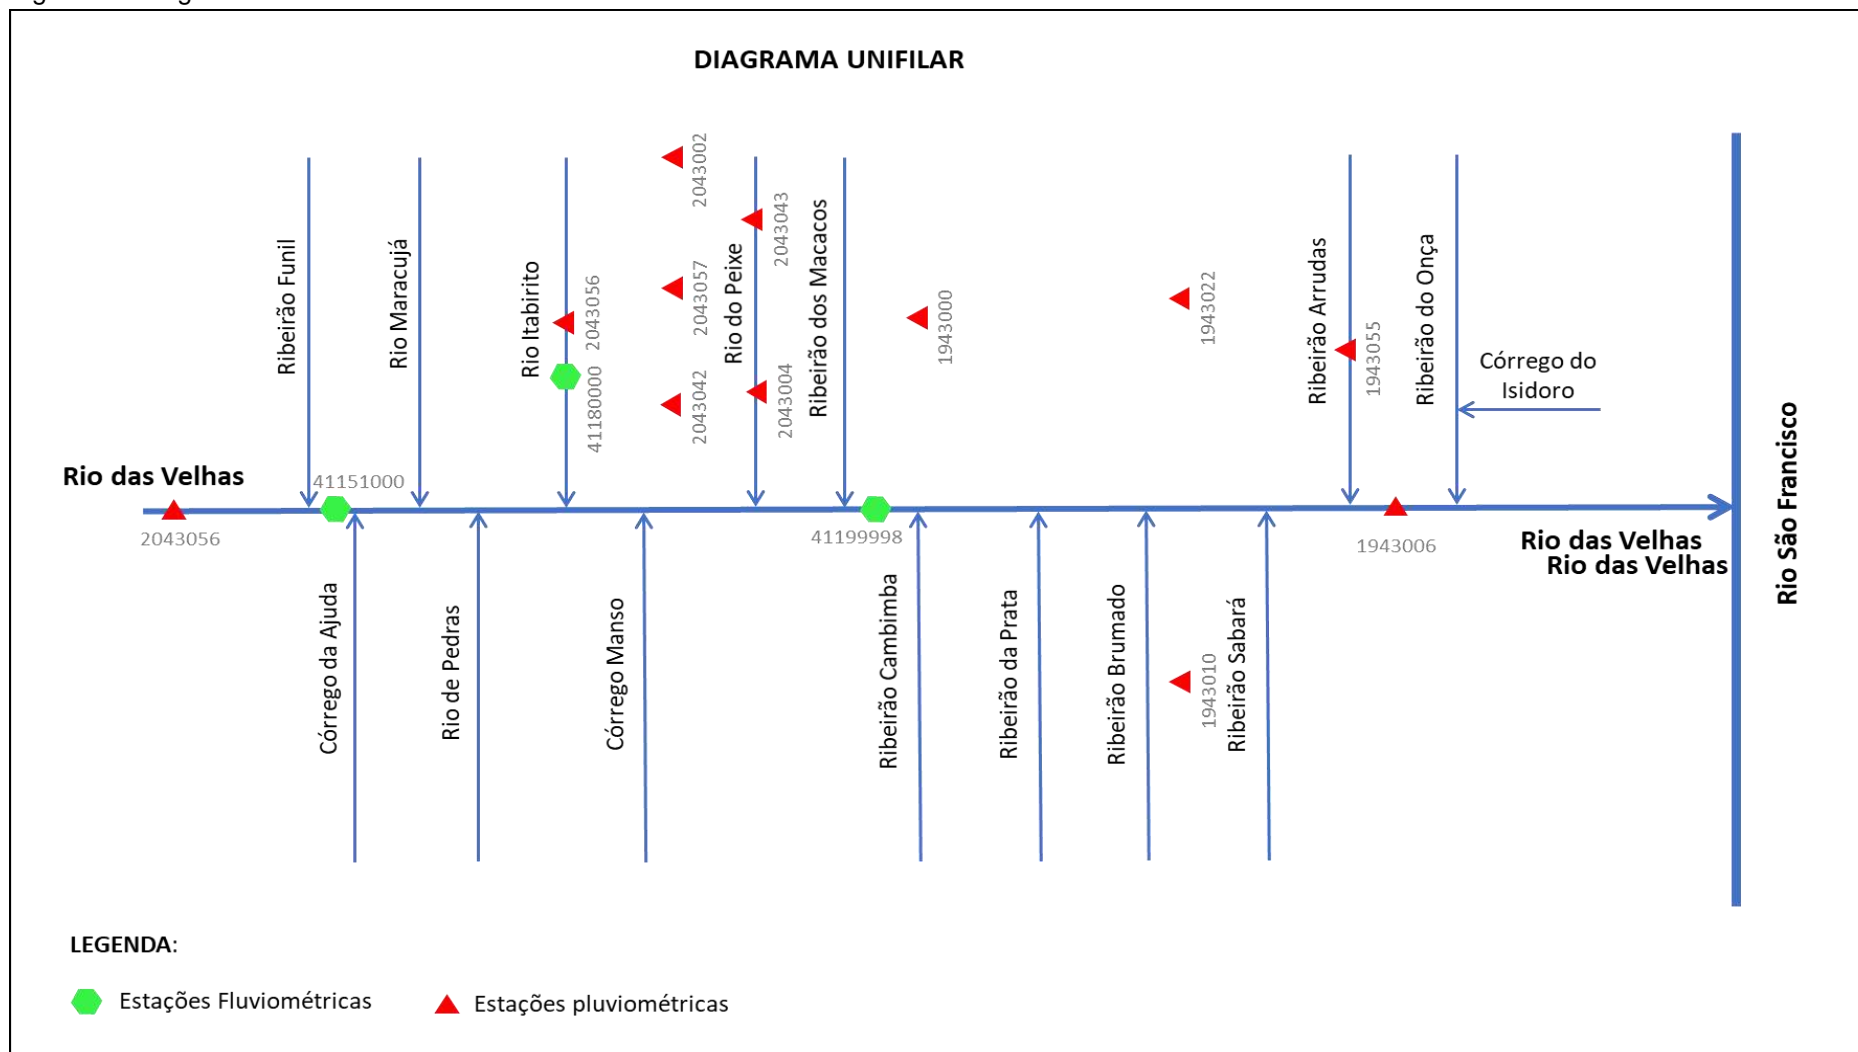 DIAGRAMA UNIFILAR
Ribeirão Funil
Rio Maracujá
Rio Itabirito
2043056
41180000
2043002
2043057
2043042
Rio do Peixe
2043043
2043004
Ribeirão dos Macacos
1943000
1943022
Ribeirão Arrudas
1943055
Ribeirão do Onça
Córrego do
Isidoro
Rio São Francisco
Rio das Velhas
41151000
2043056
41199998
1943006
Rio das Velhas
Rio das Velhas
Córrego da Ajuda
Rio de Pedras
Córrego Manso
Ribeirão Cambimba
Ribeirão da Prata
Ribeirão Brumado
1943010
Ribeirão Sabará
LEGENDA:
Estações Fluviométricas
Estações pluviométricas